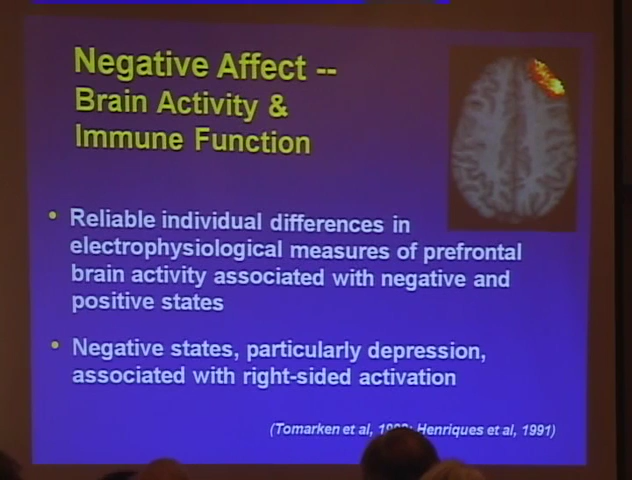 Negative Affect --
Brain Activity &
Immune Function
• Reliable individual differences in
electrophysiological measures of prefrontal
brain activity associated with negative and
positive states
• Negative states, particularly depression,
associated with right-sided activation
(Tomarken et al, Henriques et al, 1991)